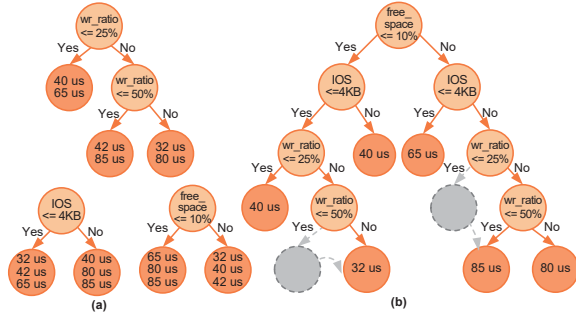 wr_ratio
<= 25%
Yes
No
40 us
65 us
wr_ratio
<= 50%
Yes
No
42 us
85 us
32 us
80 us
IOS
<= 4KB
Yes
No
32 us
42 us
65 us
40 us
80 us
85 us
free_
space
<= 10%
Yes
No
65 us
80 us
85 us
32 us
40 us
42 us
(a)
free_
space
<= 10%
Yes
No
IOS
<=4KB
Yes
No
wr_ratio
<= 25%
40 us
Yes
No
40 us
wr_ratio
<= 50%
Yes
No
32 us
IOS
<= 4KB
Yes
No
65 us
wr_ratio
<= 25%
Yes
No
wr_ratio
<= 50%
Yes
No
85 us
80 us
(b)